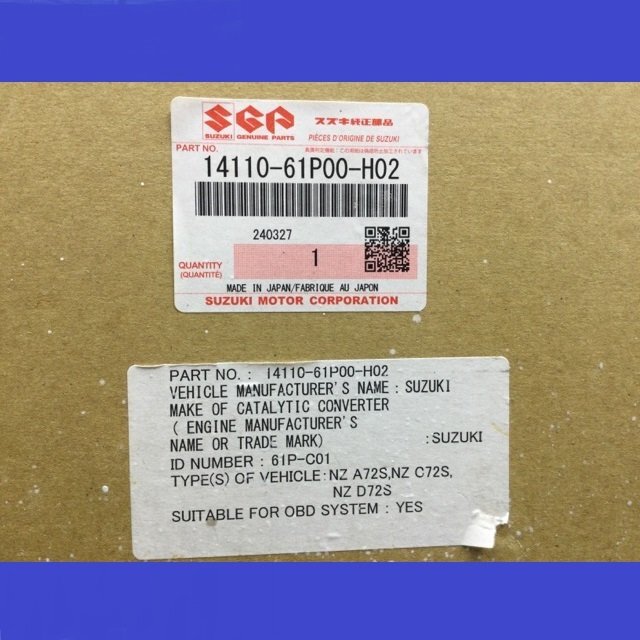 SGP
SUZUKI GENUINE PARTS
スズキ純正部品
PIÈCES D'ORIGINE DE SUZUKI
PART NO.
14110-61P00-H02
240327
QUANTITY
(QUANTITÉ)
1
MADE IN JAPAN/FABRIQUE AU JAPON
SUZUKI MOTOR CORPORATION
PART NO. : 14110-61P00-H02
VEHICLE MANUFACTURER'S NAME : SUZUKI
MAKE OF CATALYTIC CONVERTER
( ENGINE MANUFACTURER'S
NAME OR TRADE MARK) : SUZUKI
ID NUMBER : 61P-C01
TYPE(S) OF VEHICLE : NZ A72S,NZ C72S,
NZ D72S
SUITABLE FOR OBD SYSTEM : YES